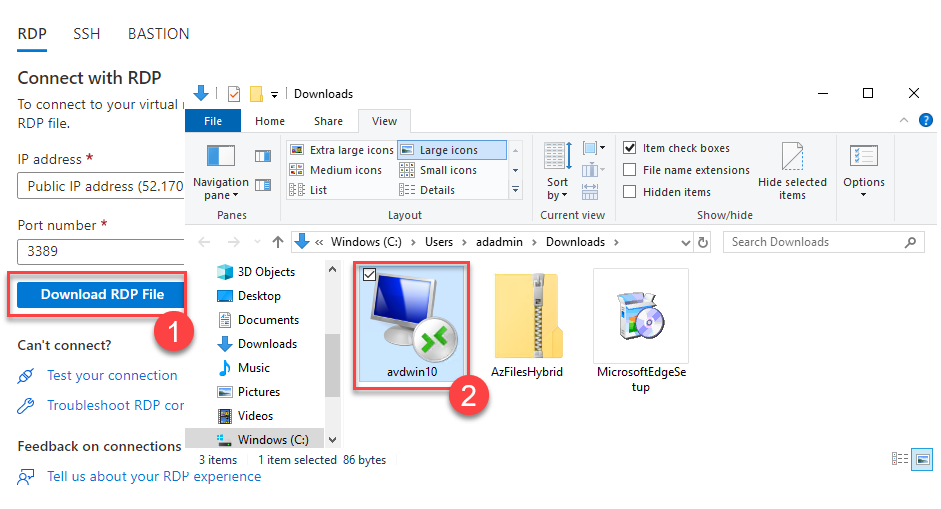 RDP SSH BASTION
Connect with RDP
To connect to your virtual
RDP file.
IP address *
Public IP address (52.170
Port number *
3389
Download RDP File
1
Can't connect?
Test your connection
Troubleshoot RDP cor
Feedback on connections
Tell us about your RDP experience
Downloads
File Home Share View
Navigation
pane
Panes
Extra large icons Large icons
Medium icons Small icons
List Details
Layout
Sort
by
Current view
Item check boxes
File name extensions
Hidden items
Hide selected
items
Show/hide
Options
« Windows (C:) Users adadmin Downloads
Search Downloads
3D Objects
Desktop
Documents
Downloads
Music
Pictures
Videos
Windows (C:)
avdwin10
2
AzFilesHybrid
MicrosoftEdgeSe
tup
3 items 1 item selected 86 bytes